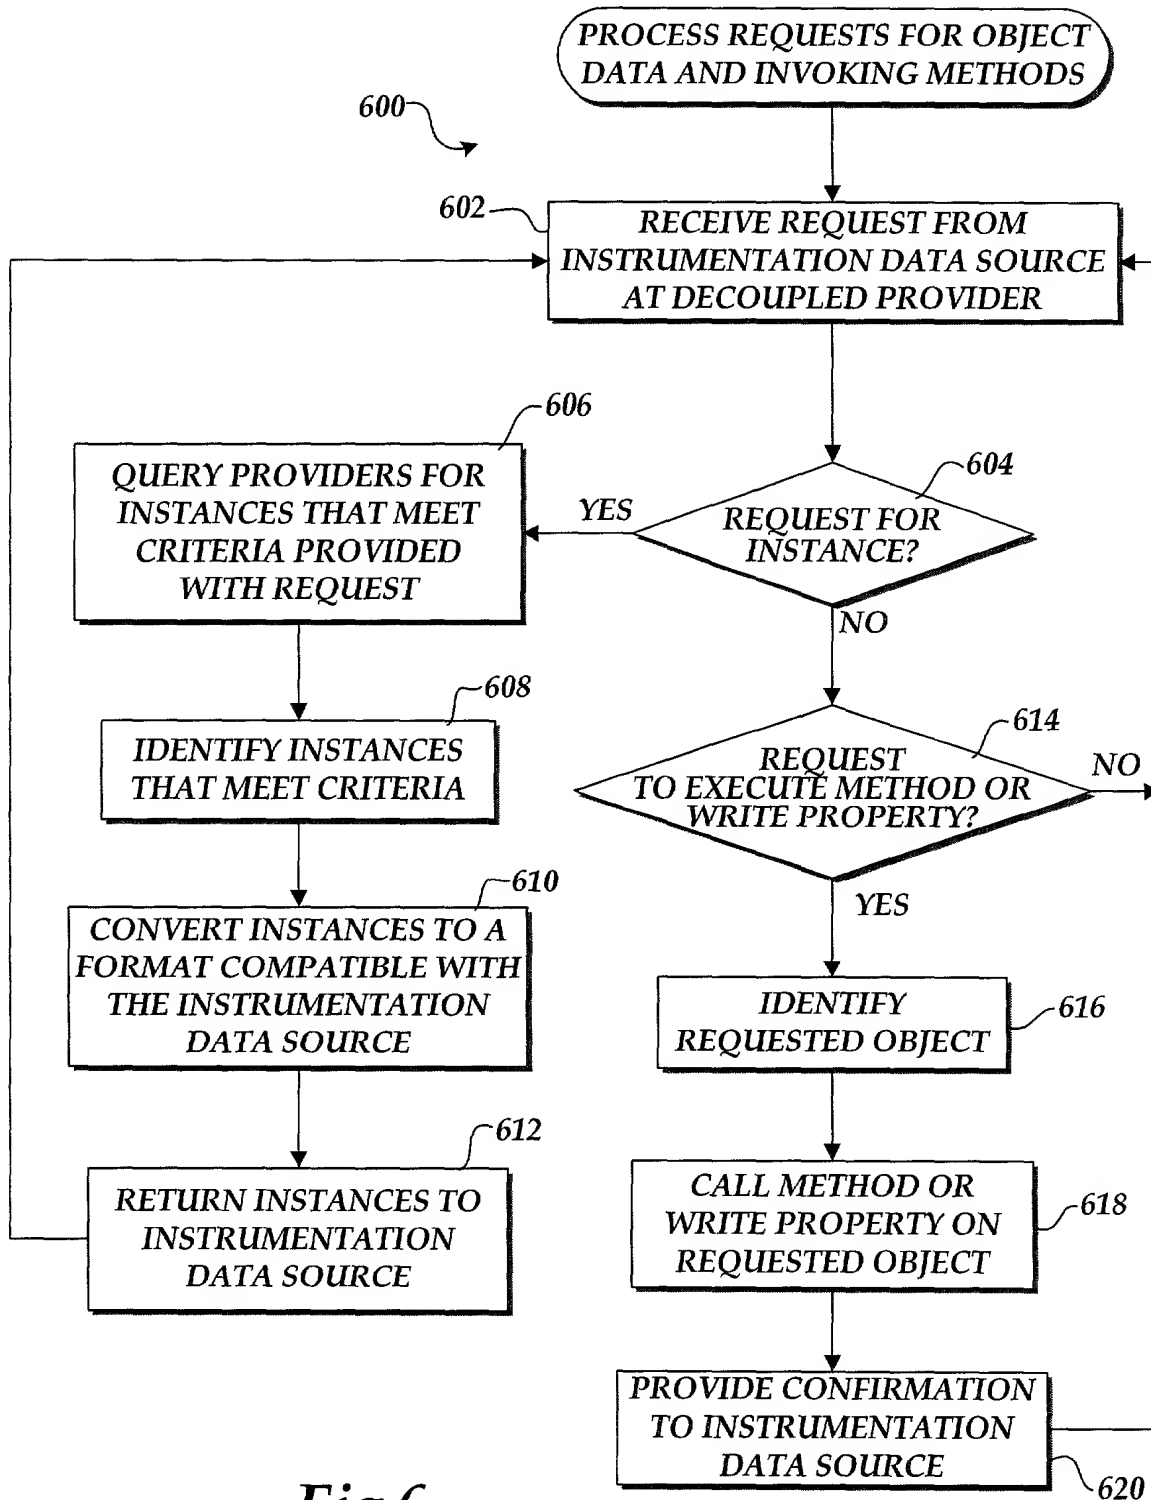 PROCESS REQUESTS FOR OBJECT
DATA AND INVOKING METHODS
600
602
RECEIVE REQUEST FROM
INSTRUMENTATION DATA SOURCE
AT DECOUPLED PROVIDER
606
QUERY PROVIDERS FOR
INSTANCES THAT MEET
CRITERIA PROVIDED
WITH REQUEST
YES
604
REQUEST FOR
INSTANCE?
NO
608
IDENTIFY INSTANCES
THAT MEET CRITERIA
614
REQUEST
TO EXECUTE METHOD OR
WRITE PROPERTY?
NO
YES
610
CONVERT INSTANCES TO A
FORMAT COMPATIBLE WITH
THE INSTRUMENTATION
DATA SOURCE
IDENTIFY
REQUESTED OBJECT
616
612
RETURN INSTANCES TO
INSTRUMENTATION
DATA SOURCE
CALL METHOD OR
WRITE PROPERTY ON
REQUESTED OBJECT
618
PROVIDE CONFIRMATION
TO INSTRUMENTATION
DATA SOURCE
620
Fig.6.